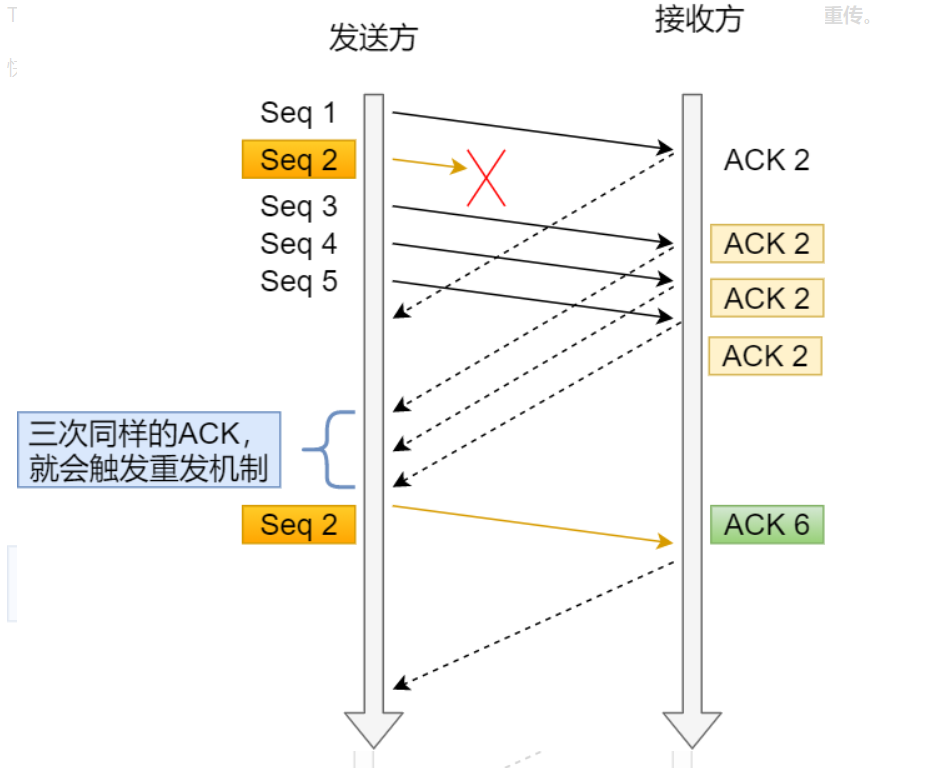 重传。
发送方
接收方
Seq 1
Seq 2
ACK 2
Seq 3
Seq 4
ACK 2
Seq 5
ACK 2
ACK 2
三次同样的ACK，
就会触发重发机制
Seq 2
ACK 6